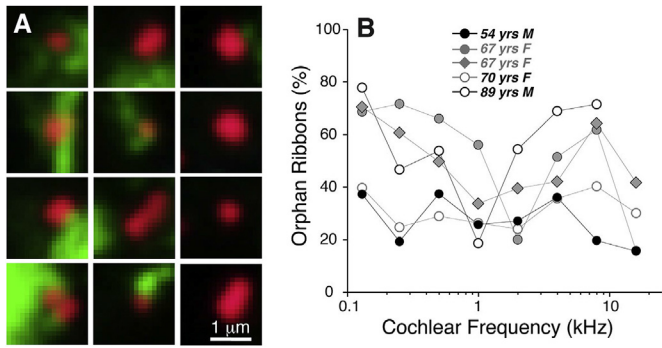 A
1 μm
B
54 yrs M
67 yrs F
67 yrs F
70 yrs F
89 yrs M
Orphan Ribbons (%)
100
80
60
40
20
0
0.1
1
10
Cochlear Frequency (kHz)